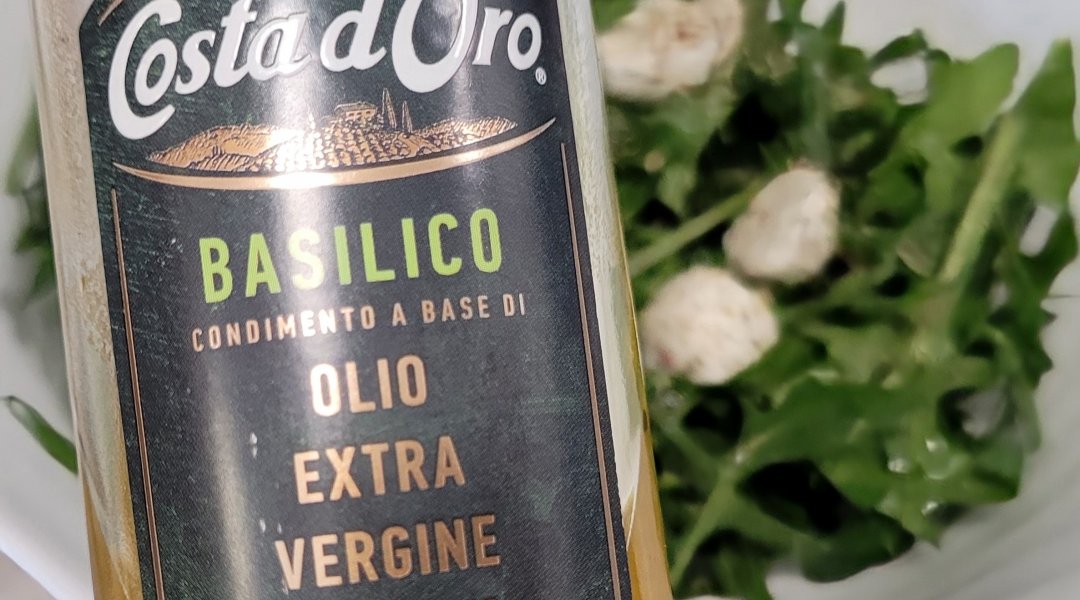 Costa d'Oro®
BASILICO
CONDIMENTO A BASE DI
OLIO
EXTRA
VERGINE